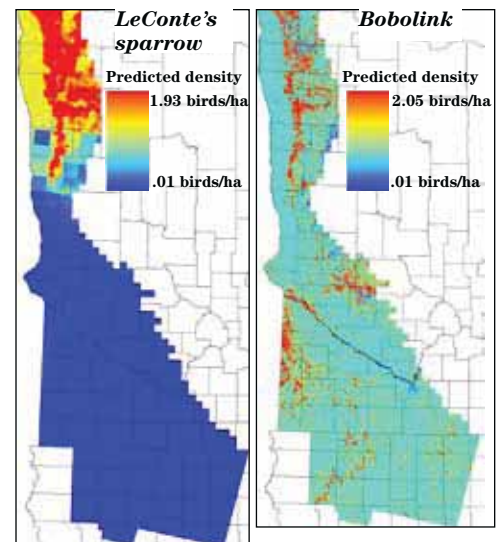 LeConte's
sparrow
Predicted density
1.93 birds/ha
.01 birds/ha
Bobolink
Predicted density
2.05 birds/ha
.01 birds/ha